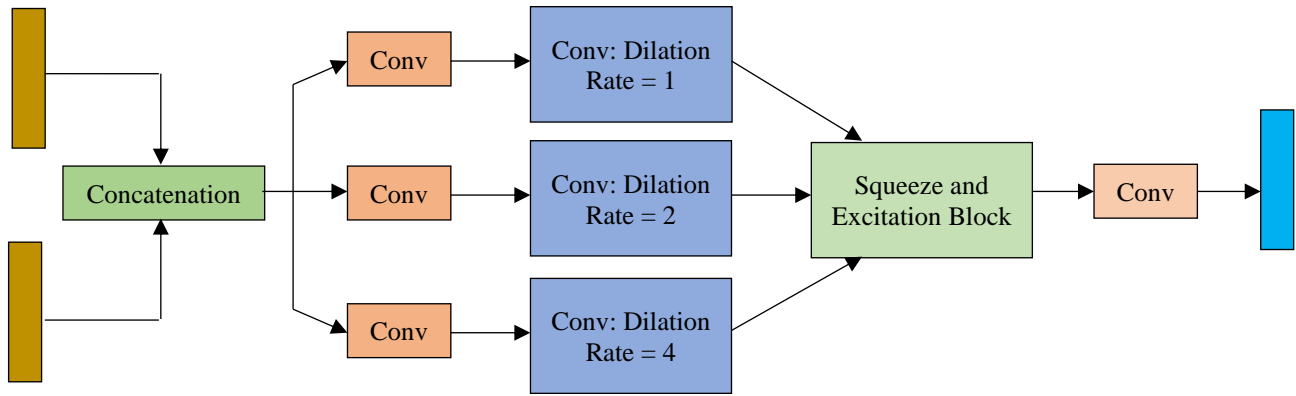 Concatenation
Conv
Conv: Dilation
Rate = 1
Conv
Conv: Dilation
Rate = 2
Conv
Conv: Dilation
Rate = 4
Squeeze and
Excitation Block
Conv